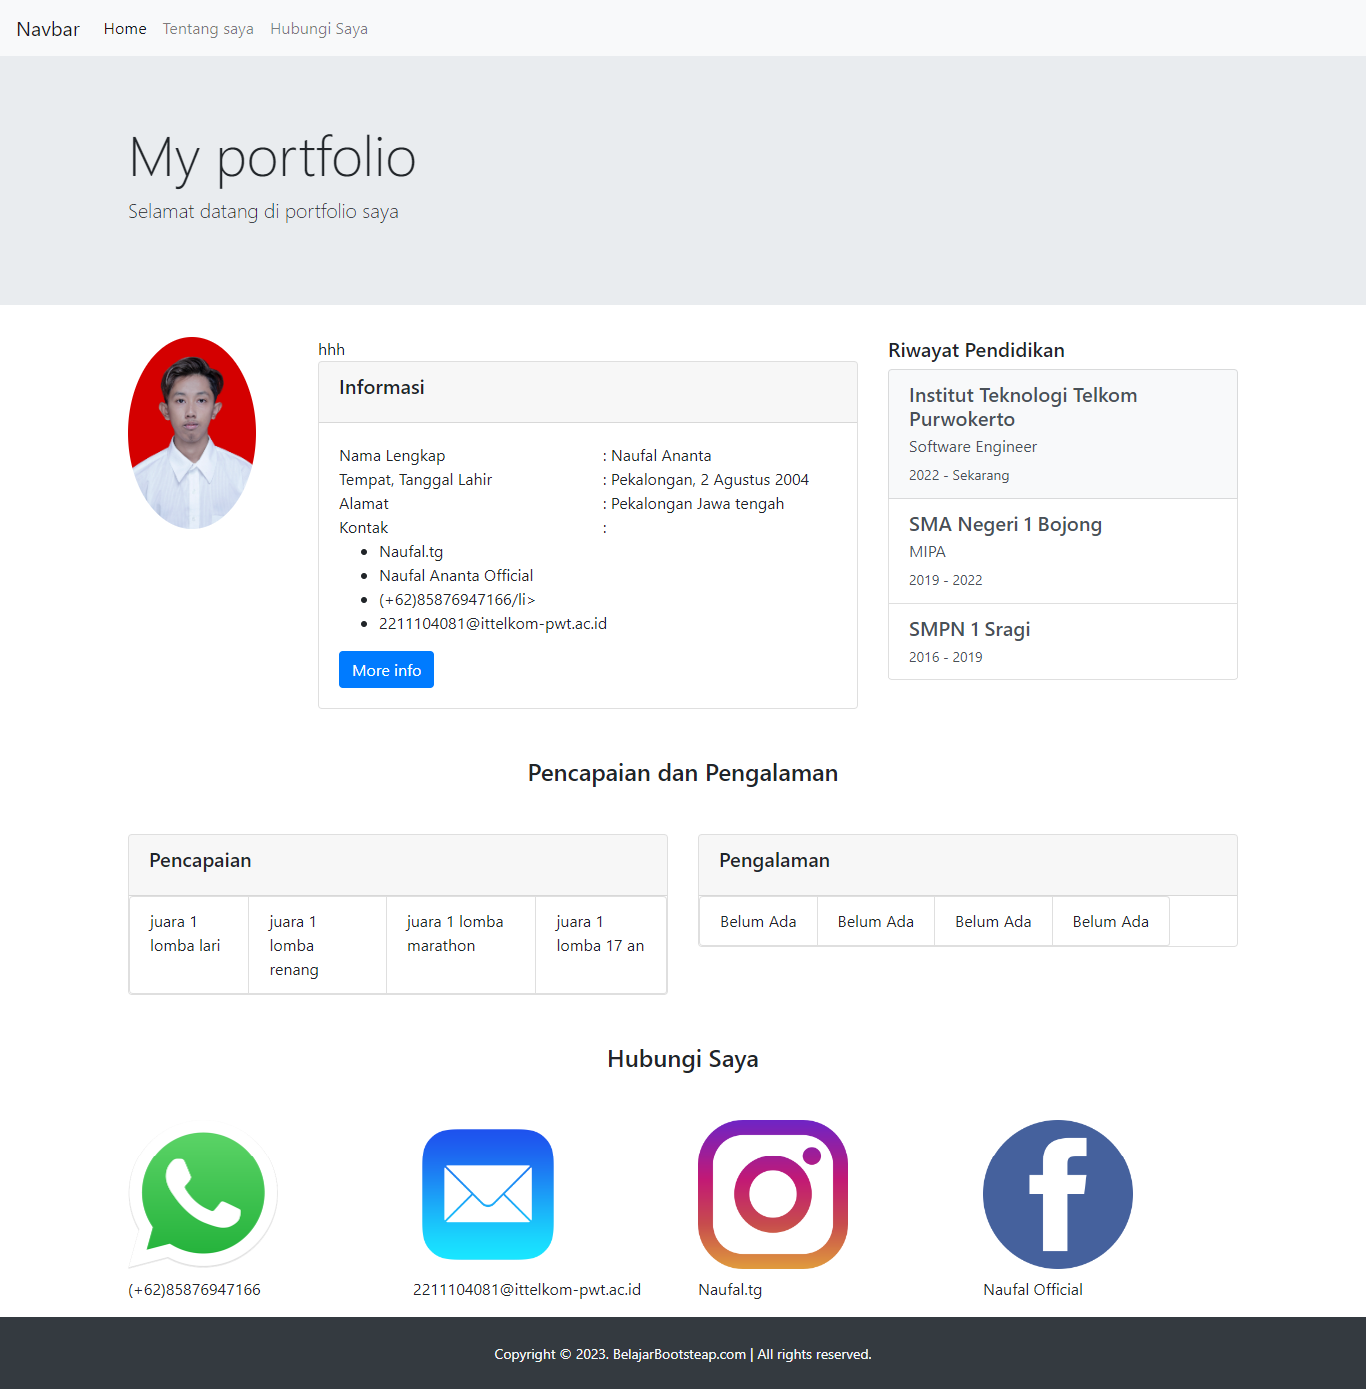 Navbar Home Tentang saya Hubungi Saya
My portfolio
Selamat datang di portfolio saya
hhh
Informasi
Nama Lengkap : Naufal Ananta
Tempat, Tanggal Lahir : Pekalongan, 2 Agustus 2004
Alamat : Pekalongan Jawa tengah
Kontak :
• Naufal.tg
• Naufal Ananta Official
• (+62)85876947166/li>
• 2211104081@ittelkom-pwt.ac.id
More info
Riwayat Pendidikan
Institut Teknologi Telkom
Purwokerto
Software Engineer
2022 - Sekarang
SMA Negeri 1 Bojong
MIPA
2019 - 2022
SMPN 1 Sragi
2016 - 2019
Pencapaian dan Pengalaman
Pencapaian
juara 1
lomba lari
juara 1
lomba
renang
juara 1 lomba
marathon
juara 1
lomba 17 an
Pengalaman
Belum Ada Belum Ada Belum Ada Belum Ada
Hubungi Saya
(+62)85876947166
2211104081@ittelkom-pwt.ac.id
Naufal.tg
Naufal Official
Copyright © 2023. BelajarBootsteap.com | All rights reserved.